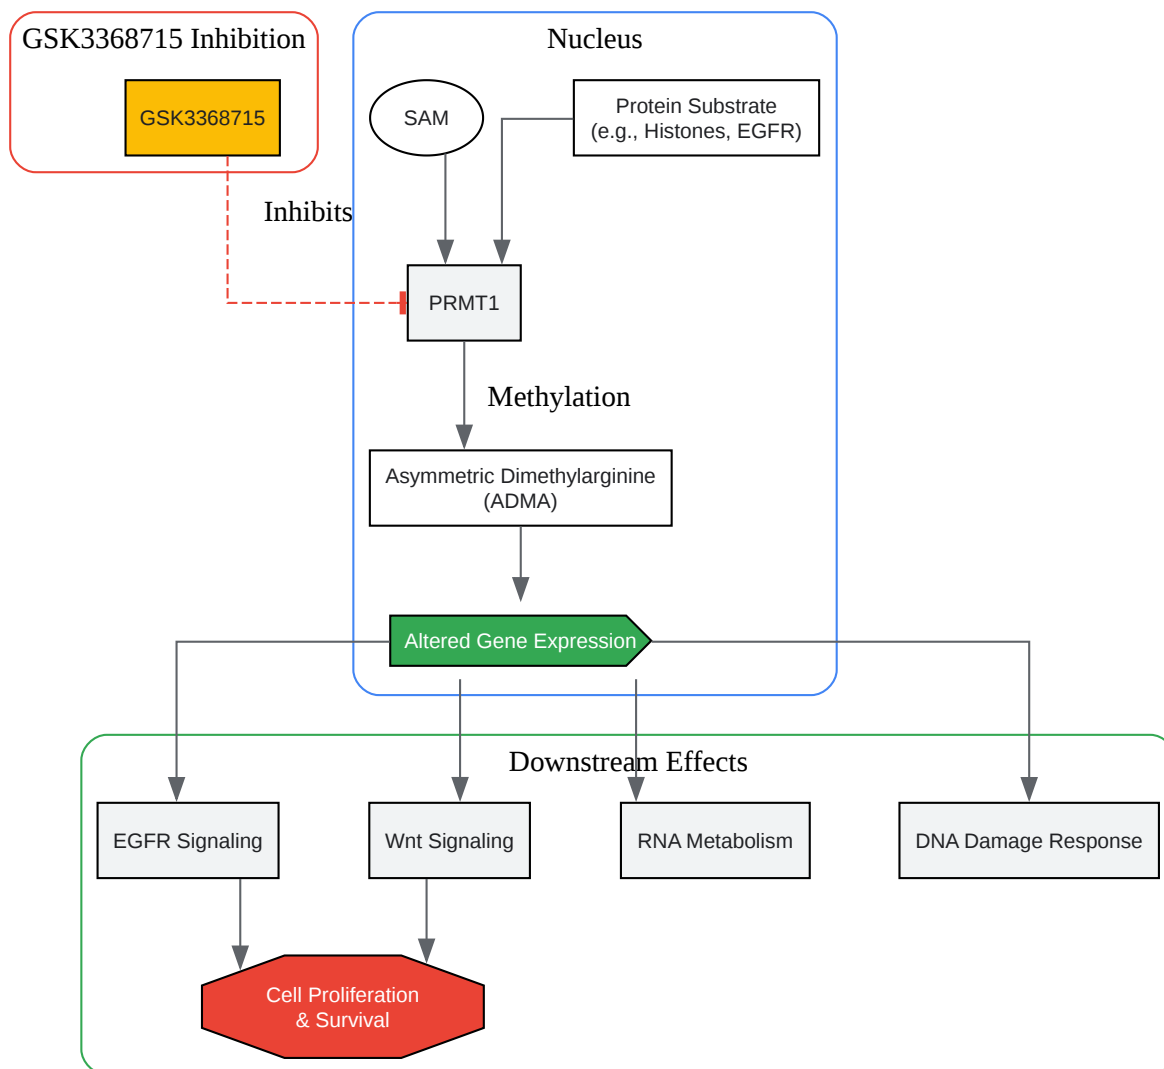 GSK3368715 Inhibition
Nucleus
GSK3368715
SAM
Protein Substrate
(e.g., Histones, EGFR)
Inhibits
PRMT1
Methylation
Asymmetric Dimethylarginine
(ADMA)
Altered Gene Expression
Downstream Effects
EGFR Signaling
Wnt Signaling
RNA Metabolism
DNA Damage Response
Cell Proliferation
& Survival